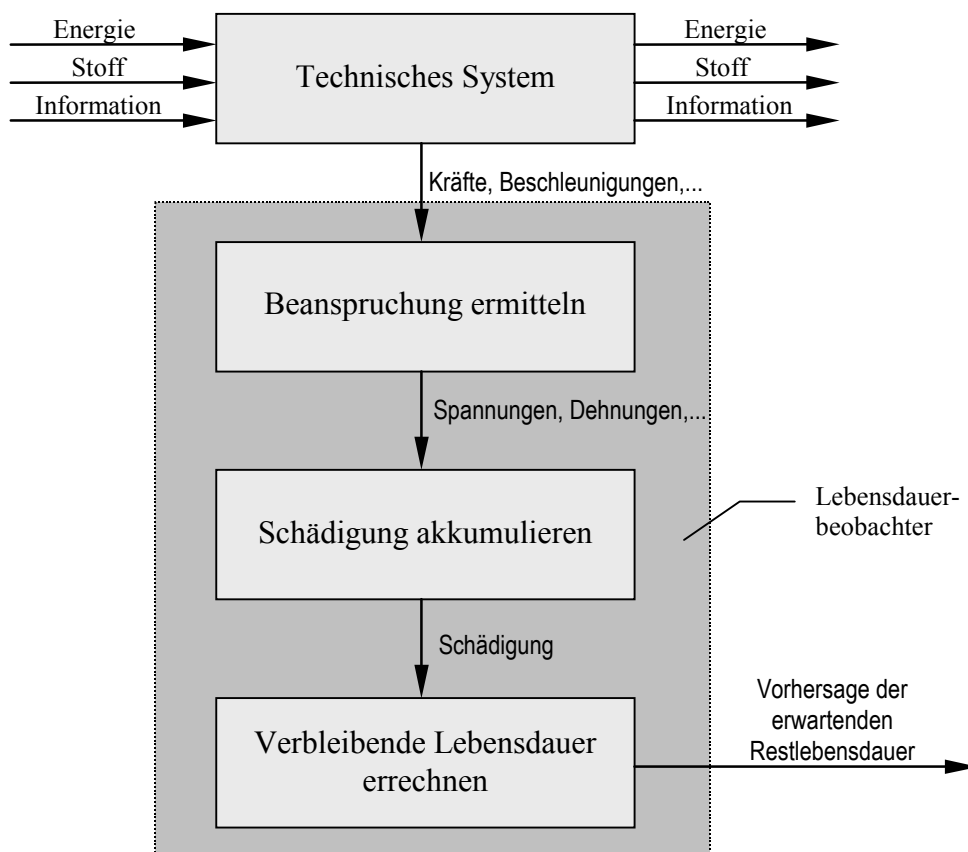 Energie
Stoff
Information
Technisches System
Energie
Stoff
Information
Kräfte, Beschleunigungen,...
Beanspruchung ermitteln
Spannungen, Dehnungen,...
Schädigung akkumulieren
Lebensdauer-
beobachter
Schädigung
Verbleibende Lebensdauer
errechnen
Vorhersage der
erwartenden
Restlebensdauer